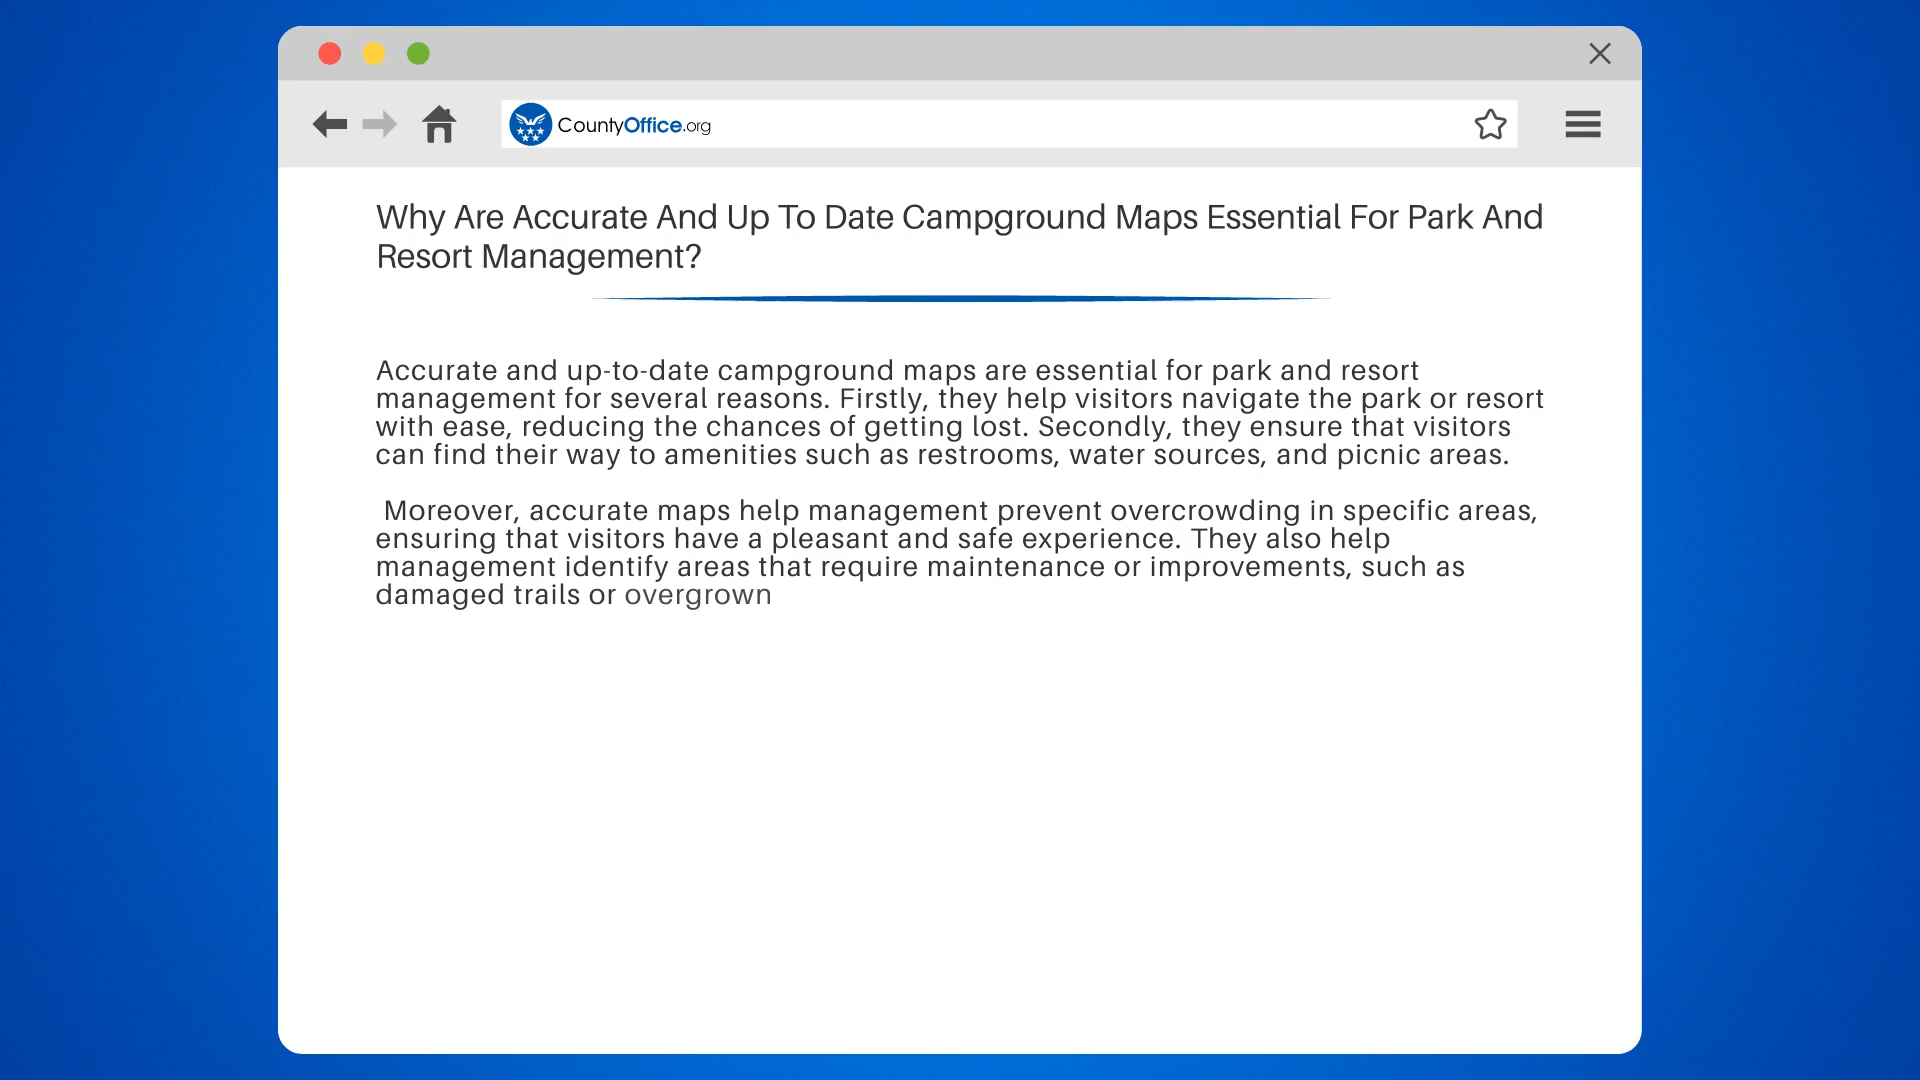 CountyOffice.org
Why Are Accurate And Up To Date Campground Maps Essential For Park And
Resort Management?
Accurate and up-to-date campground maps are essential for park and resort
management for several reasons. Firstly, they help visitors navigate the park or resort
with ease, reducing the chances of getting lost. Secondly, they ensure that visitors
can find their way to amenities such as restrooms, water sources, and picnic areas.
Moreover, accurate maps help management prevent overcrowding in specific areas,
ensuring that visitors have a pleasant and safe experience. They also help
management identify areas that require maintenance or improvements, such as
damaged trails or overgrown